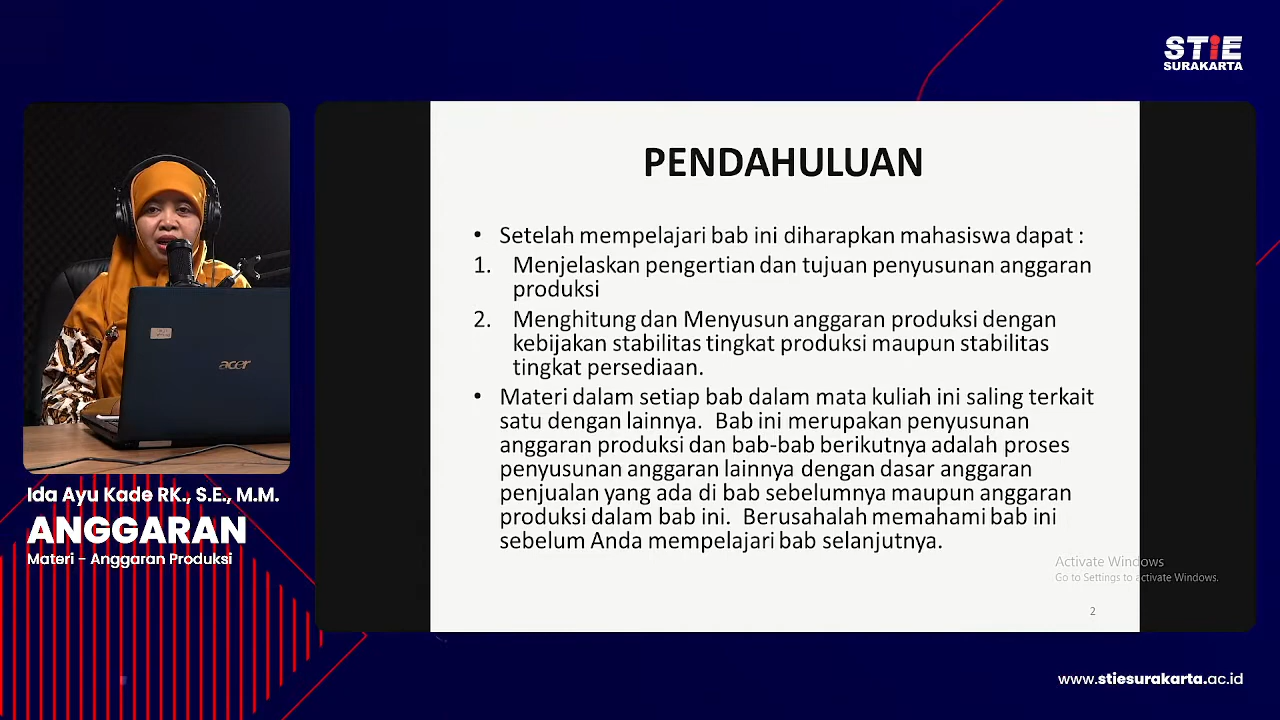 STIE
SURAKARTA
PENDAHULUAN
• Setelah mempelajari bab ini diharapkan mahasiswa dapat :
1. Menjelaskan pengertian dan tujuan penyusunan anggaran
produksi
2. Menghitung dan Menyusun anggaran produksi dengan
kebijakan stabilitas tingkat produksi maupun stabilitas
tingkat persediaan.
• Materi dalam setiap bab dalam mata kuliah ini saling terkait
satu dengan lainnya. Bab ini merupakan penyusunan
anggaran produksi dan bab-bab berikutnya adalah proses
penyusunan anggaran lainnya dengan dasar anggaran
penjualan yang ada di bab sebelumnya maupun anggaran
produksi dalam bab ini. Berusahalah memahami bab ini
sebelum Anda mempelajari bab selanjutnya.
Activate Windows
Go to Settings to activate Windows.
2
acer
Ida Ayu Kade RK., S.E., M.M.
ANGGARAN
Materi – Anggaran Produksi
www.stiesurakarta.ac.id